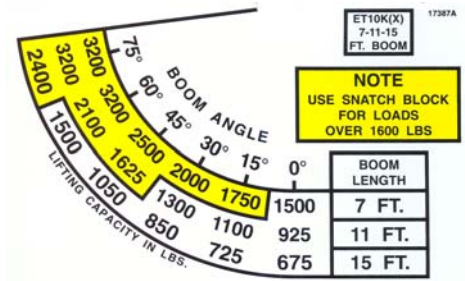 ET10K(X)
7-11-15
FT. BOOM
17387A
NOTE
USE SNATCH BLOCK
FOR LOADS
OVER 1600 LBS
BOOM ANGLE
75° 60° 45° 30° 15° 0°
BOOM
LENGTH
3200 3200 2500 2000 1750 1500 7 FT.
3200 2100 1625 1300 1100 925 11 FT.
2400 1500 1050 850 725 675 15 FT.
LIFTING CAPACITY IN LBS.